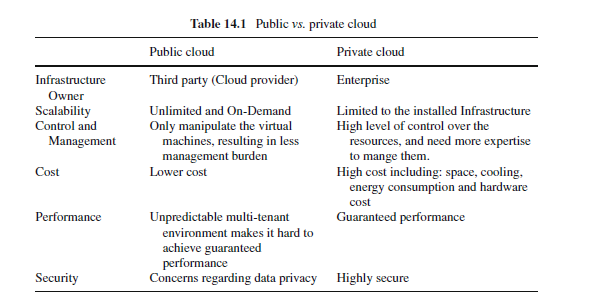 Table 14.1 Public vs. private cloud
Public cloud Private cloud
Infrastructure Third party (Cloud provider) Enterprise
Owner
Scalability Unlimited and On-Demand Limited to the installed Infrastructure
Control and Only manipulate the virtual High level of control over the
Management machines, resulting in less resources, and need more expertise
management burden to mange them.
Cost Lower cost High cost including: space, cooling,
energy consumption and hardware
cost
Performance Unpredictable multi-tenant Guaranteed performance
environment makes it hard to
achieve guaranteed
performance
Security Concerns regarding data privacy Highly secure